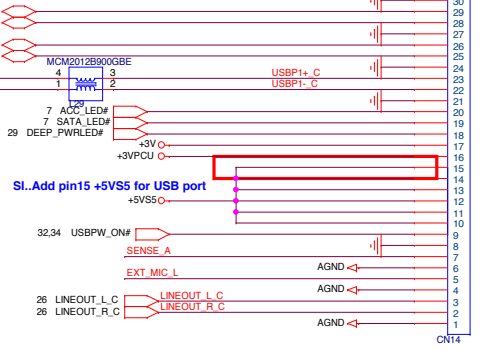 30
29
28
27
26
25
MCM2012B900GBE
24
4 3 USBP1+_C 23
1 2 USBP1-_C 22
L29
21
7 ACC_LED# 20
7 SATA_LED# 19
29 DEEP_PWRLED# 18
+3V 17
+3VPCU 16
15
14
SI..Add pin15 +5VS5 for USB port
13
+5VS5 12
11
10
32,34 USBPW_ON# 9
8
SENSE_A 7
AGND 6
EXT_MIC_L 5
AGND 4
26 LINEOUT_L_C LINEOUT_L_C 3
26 LINEOUT_R_C LINEOUT_R_C 2
AGND 1
CN14